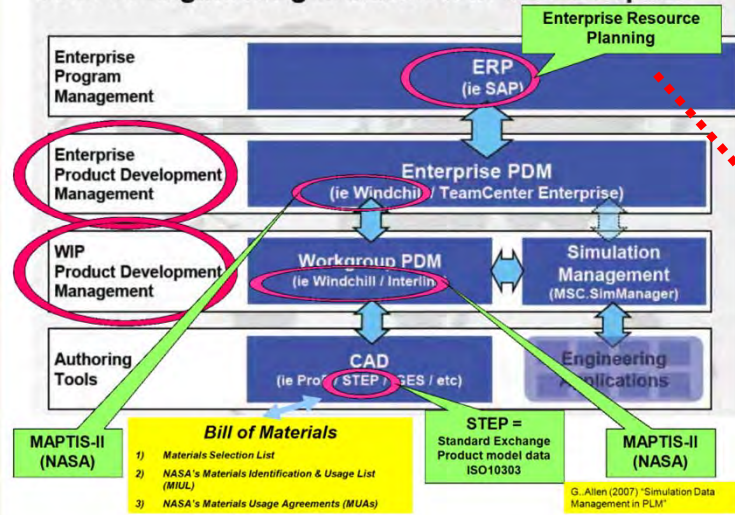 Enterprise Resource
Planning
Enterprise
Program
Management
ERP
(ie SAP)
Enterprise
Product Development
Management
Enterprise PDM
(ie Windchill / TeamCenter Enterprise)
WIP
Product Development
Management
Workgroup PDM
(ie Windchill / Interlin
Simulation
Management
(MSC.SimManager)
Authoring
Tools
CAD
(ie Pro/ / STEP / IGES / etc)
Engineering
Applications
MAPTIS-II
(NASA)
Bill of Materials
1) Materials Selection List
2) NASA's Materials Identification & Usage List
(MIUL)
3) NASA's Materials Usage Agreements (MUAs)
STEP =
Standard Exchange
Product model data
ISO10303
MAPTIS-II
(NASA)
G..Allen (2007) "Simulation Data
Management in PLM"